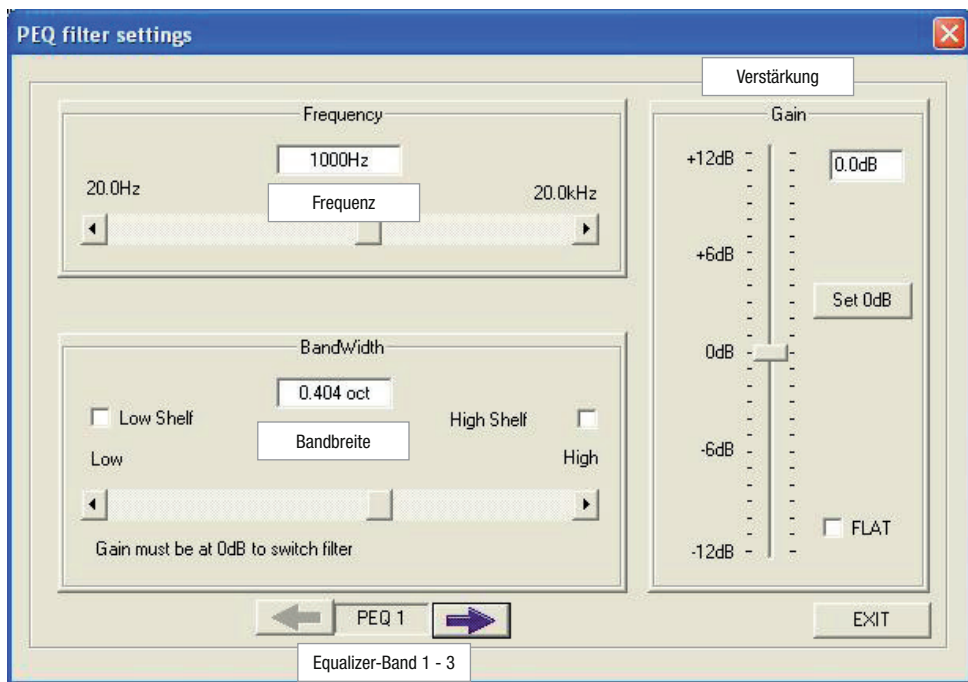 PEQ filter settings
Verstärkung
Frequency
1000Hz
20.0Hz
20.0kHz
Frequenz
Gain
+12dB
0.0dB
+6dB
Set 0dB
0dB
-6dB
FLAT
-12dB
BandWidth
0.404 oct
Low Shelf
High Shelf
Bandbreite
Low
High
Gain must be at 0dB to switch filter
PEQ 1
EXIT
Equalizer-Band 1 - 3